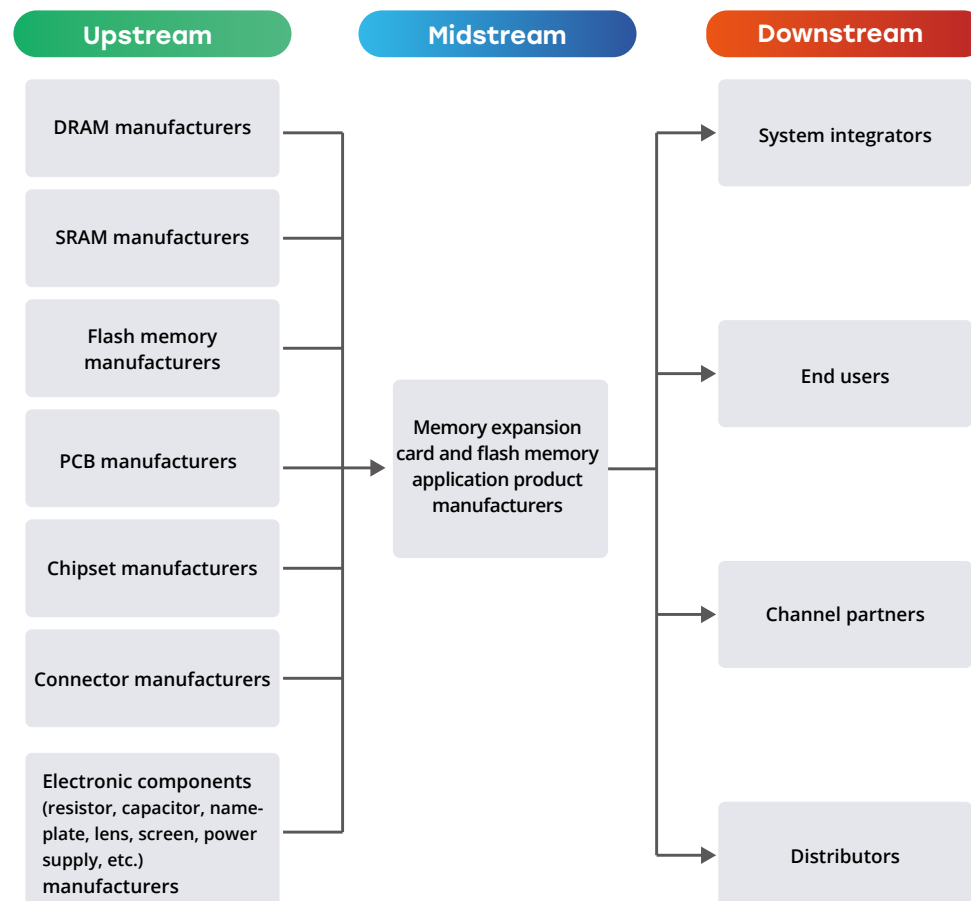 Upstream
Midstream
Downstream
DRAM manufacturers
SRAM manufacturers
Flash memory
manufacturers
PCB manufacturers
Chipset manufacturers
Connector manufacturers
Electronic components
(resistor, capacitor, name-
plate, lens, screen, power
supply, etc.)
manufacturers
Memory expansion
card and flash memory
application product
manufacturers
System integrators
End users
Channel partners
Distributors